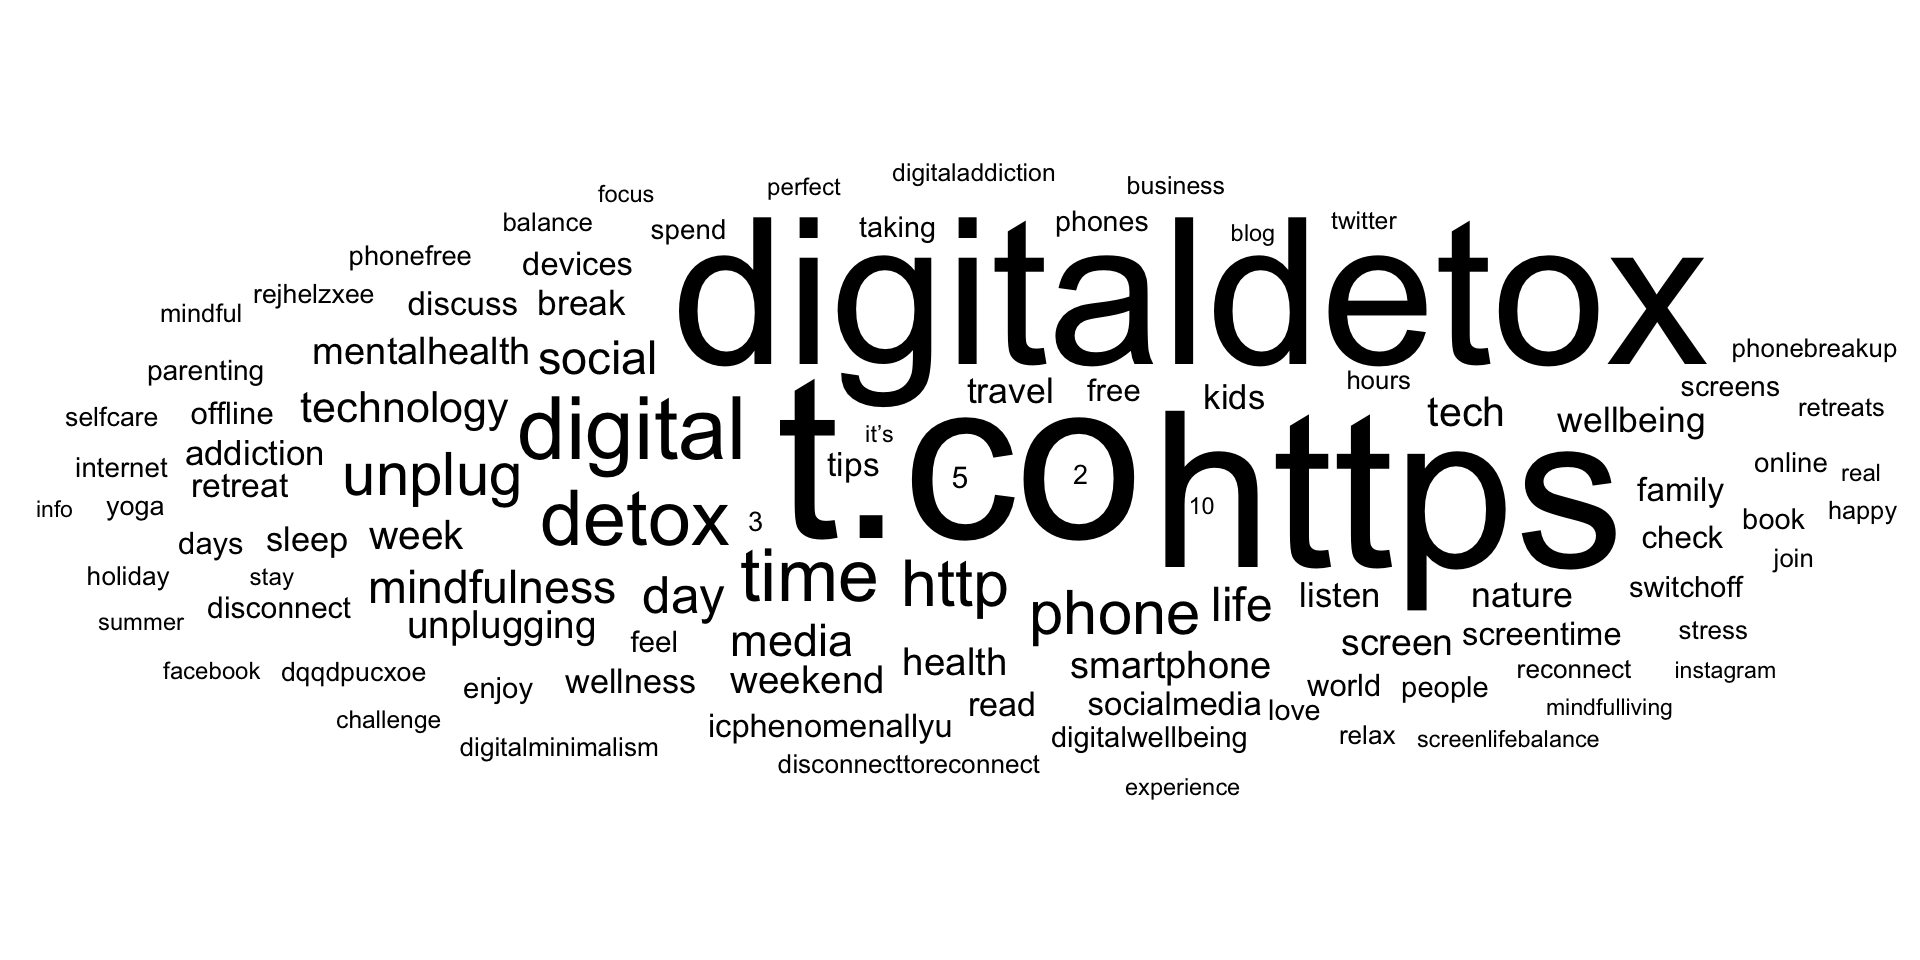 digitaladdiction
perfect
business
focus
balance
spend
taking
phones
blog
twitter
phonefree
devices
digitaldetox
rejhelzxee
discuss
break
mindful
mentalhealth
social
phonebreakup
parenting
travel
free
kids
hours
screens
selfcare
offline
technology
digital
t.co
https
tech
wellbeing
retreats
it's
internet
addiction
unplug
tips
5
2
online
real
retreat
family
info
yoga
detox
3
10
book
happy
days
sleep
week
check
join
holiday
stay
mindfulness
day
time
http
phone
life
listen
nature
switchoff
summer
disconnect
unplugging
feel
media
screen
screentime
stress
facebook
dqqdpucxoe
enjoy
wellness
weekend
health
smartphone
world
people
reconnect
instagram
challenge
icphenomenallyu
read
socialmedia
love
mindfulliving
digitalminimalism
disconnecttoreconnect
digitalwellbeing
relax
screenlifebalance
experience